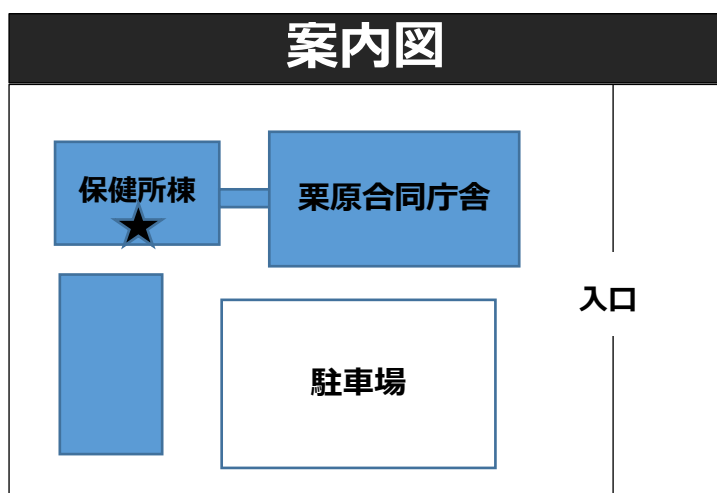 案内図
保健所棟
栗原合同庁舎
入口
駐車場